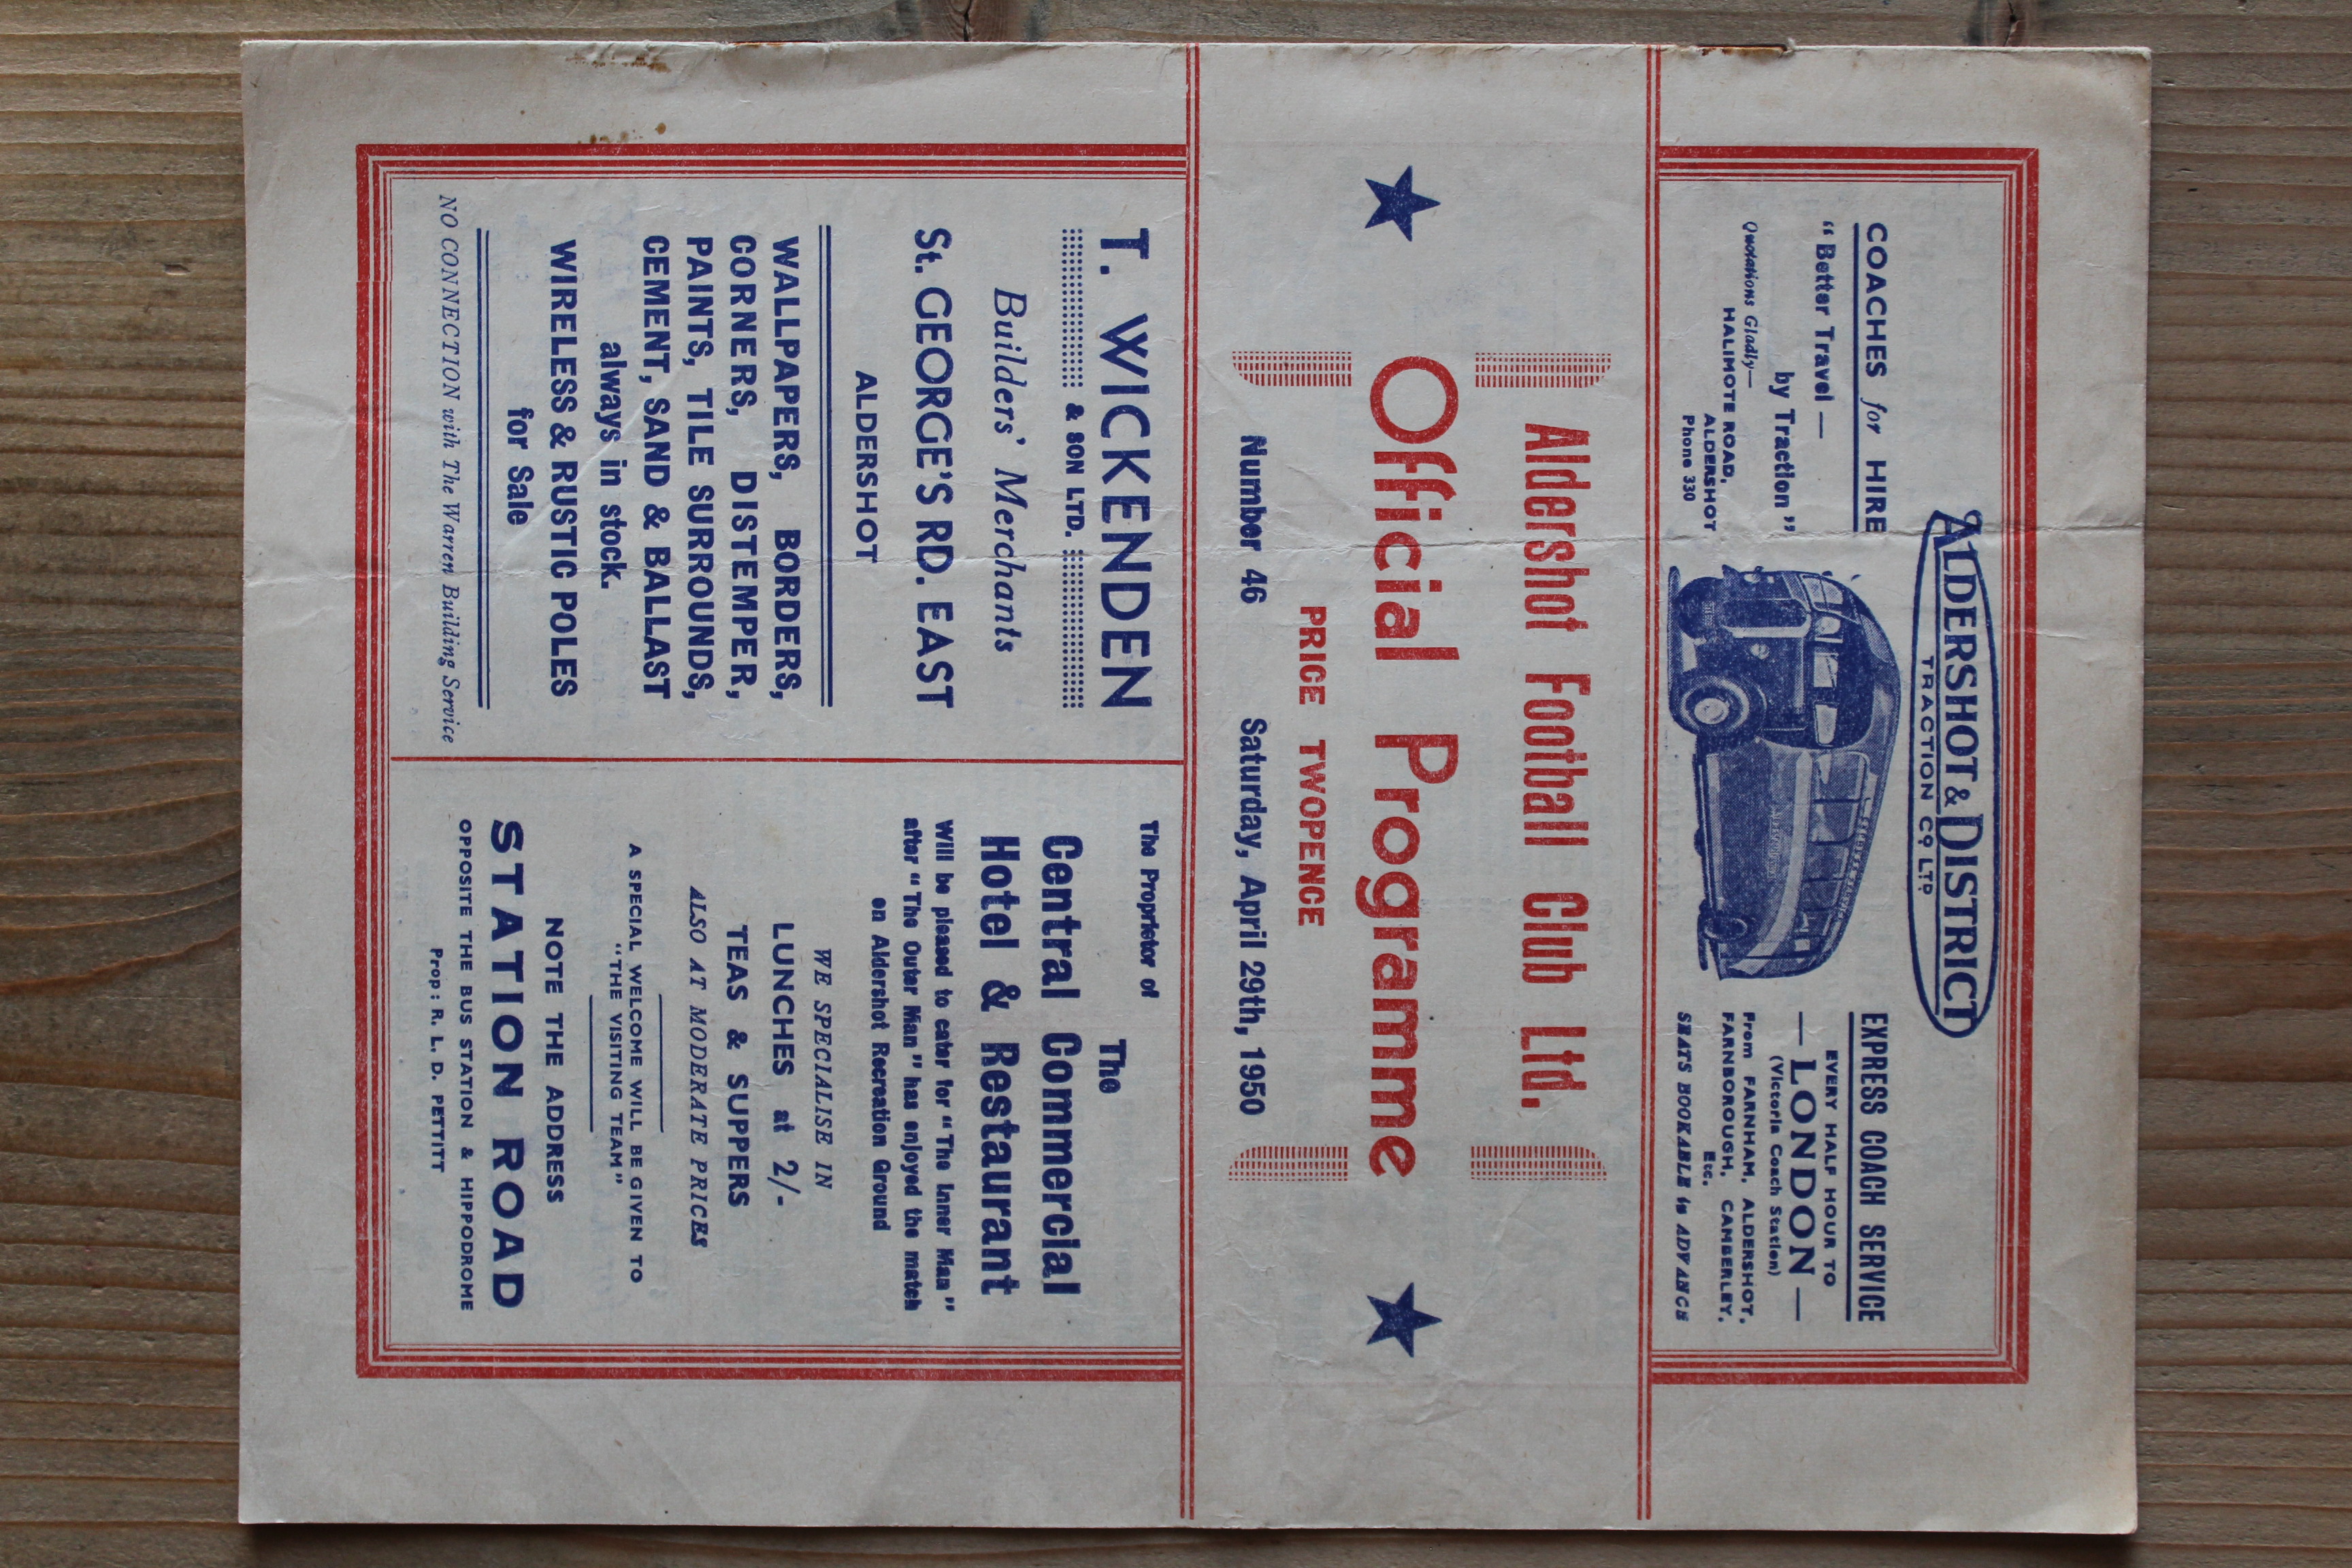 ALDERSHOT & DISTRICT
TRACTION CO LTD
COACHES for HIRE
"Better Travel —
by Traction"
Quotations Gladly—
HALIMOTE ROAD,
ALDERSHOT
Phone 330
EXPRESS COACH SERVICE
EVERY HALF HOUR TO
— LONDON —
(Victoria Coach Station)
From FARNHAM, ALDERSHOT,
FARNBOROUGH, CAMBERLEY,
Etc.
SEATS BOOKABLE in ADVANCE
Aldershot Football Club Ltd.
Official Programme
PRICE TWOPENCE
Number 46 Saturday, April 29th, 1950
T. WICKENDEN
& SON LTD.
Builders' Merchants
St. GEORGE'S RD. EAST
ALDERSHOT
WALLPAPERS, BORDERS,
CORNERS, DISTEMPER,
PAINTS, TILE SURROUNDS,
CEMENT, SAND & BALLAST
always in stock.
WIRELESS & RUSTIC POLES
for Sale
NO CONNECTION with The Warren Building Service
The Proprietor of
The
Central Commercial
Hotel & Restaurant
Will be pleased to cater for "The Inner Man"
after "The Outer Man" has enjoyed the match
on Aldershot Recreation Ground
WE SPECIALISE IN
LUNCHES at 2/-
TEAS & SUPPERS
ALSO AT MODERATE PRICES
A SPECIAL WELCOME WILL BE GIVEN TO
"THE VISITING TEAM"
NOTE THE ADDRESS
STATION ROAD
OPPOSITE THE BUS STATION & HIPPODROME
Prop: R. L. D. PETTITT